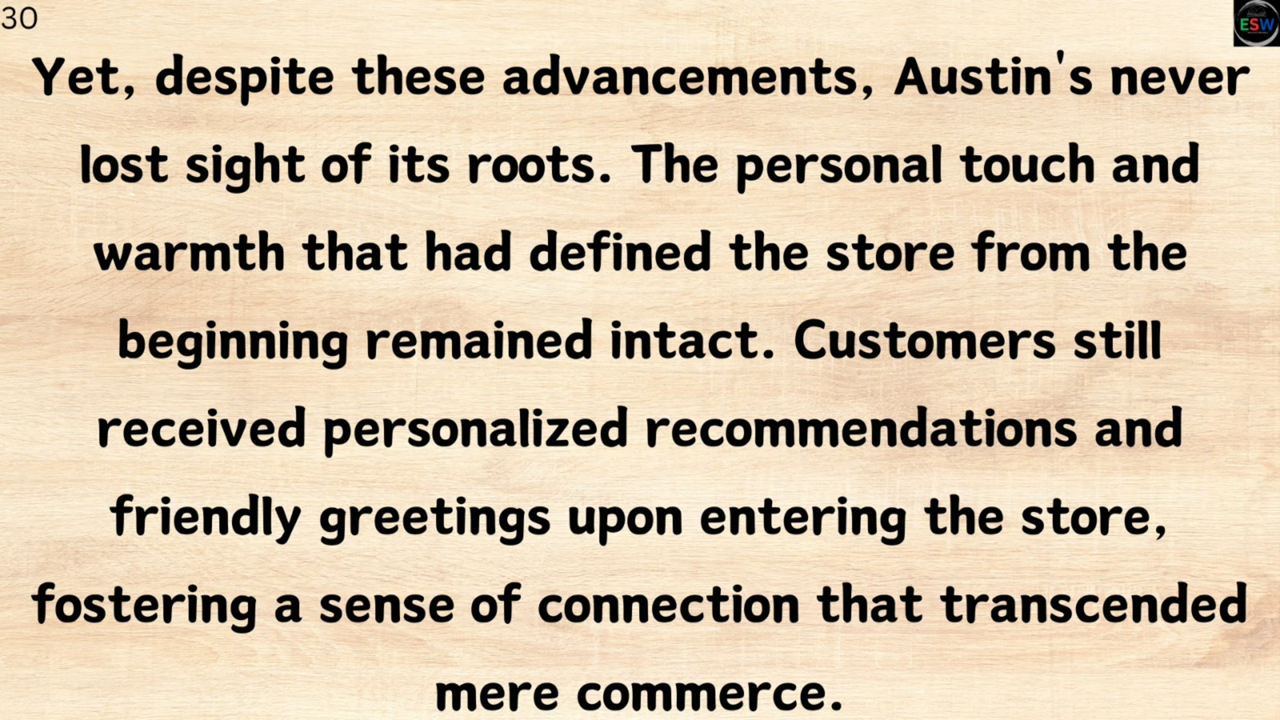 30
ESW
Yet, despite these advancements, Austin's never
lost sight of its roots. The personal touch and
warmth that had defined the store from the
beginning remained intact. Customers still
received personalized recommendations and
friendly greetings upon entering the store,
fostering a sense of connection that transcended
mere commerce.